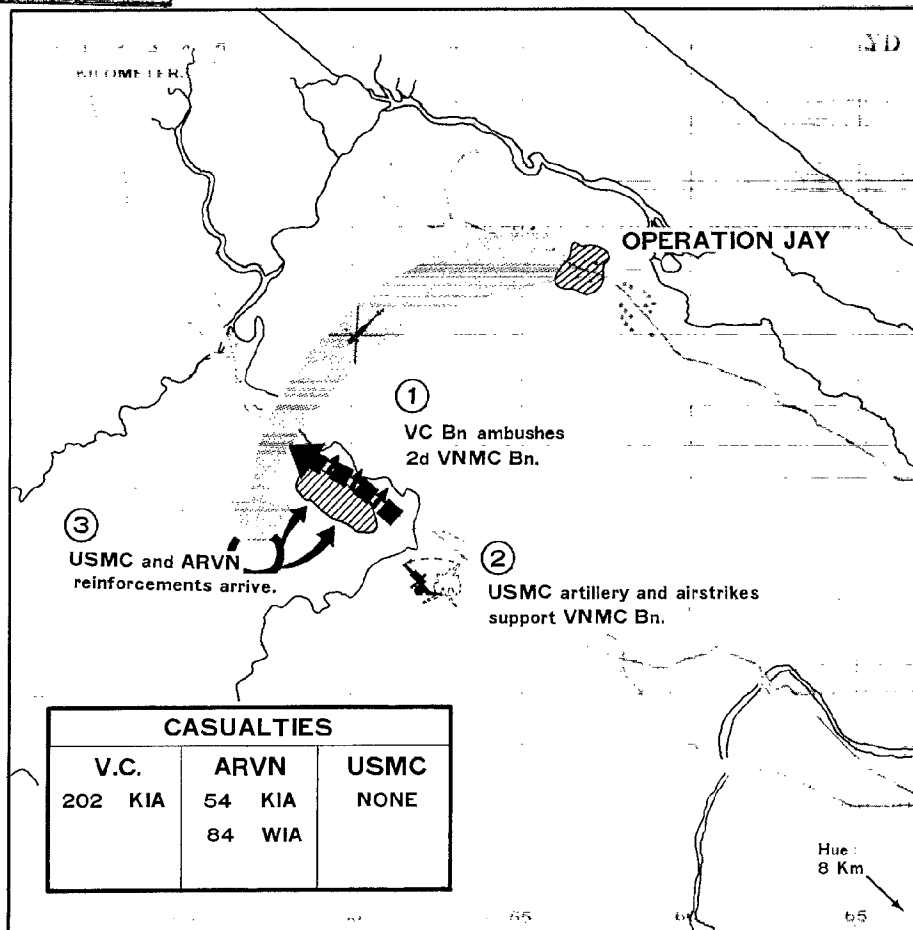 YD
OPERATION JAY
1
VC Bn ambushes
2d VNMC Bn.
3
USMC and ARVN
reinforcements arrive.
2
USMC artillery and airstrikes
support VNMC Bn.
CASUALTIES
V.C. ARVN USMC
202 KIA 54 KIA NONE
84 WIA
Hue :
8 Km
55 65